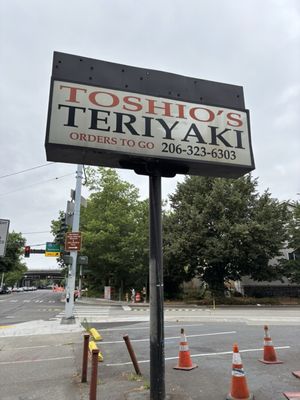 TOSHIO'S
TERIYAKI
ORDERS TO GO 206-323-6303